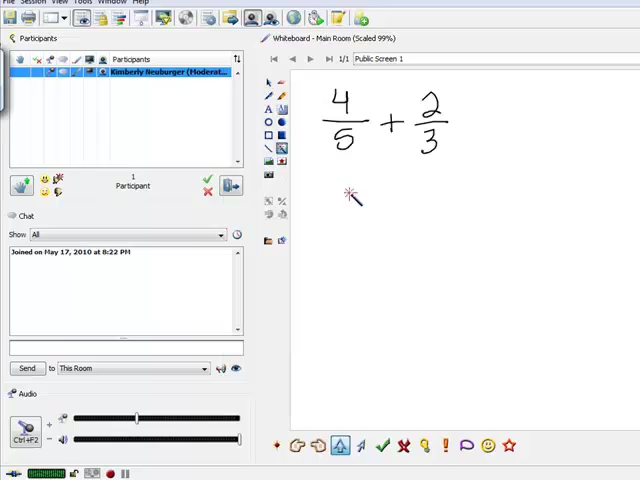 File Session View Tools Window Help
Participants
Whiteboard - Main Room (Scaled 99%)
Participants
1/1 Public Screen 1
Kimberly Neuburger (Moderat...
4/5 + 2/3
1
Participant
Chat
Show All
Joined on May 17, 2010 at 8:22 PM
Send to This Room
Audio
Ctrl+F2